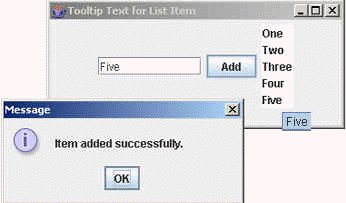 Tooltip Text for List Item
One
Two
Five Add Three
Four
Five
Five
Message
Item added successfully.
OK